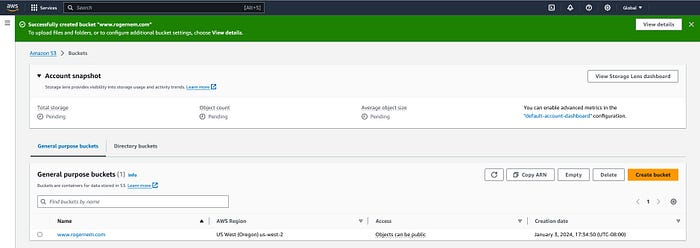 aws
Services
Search
[Alt+S]
Global
Successfully created bucket "www.rogernem.com"
To upload files and folders, or to configure additional bucket settings, choose View details.
View details
Amazon S3 > Buckets
Account snapshot
Storage lens provides visibility into storage usage and activity trends. Learn more
View Storage Lens dashboard
Total storage
Pending
Object count
Pending
Average object size
Pending
You can enable advanced metrics in the
"default-account-dashboard" configuration.
General purpose buckets
Directory buckets
General purpose buckets (1) Info
Buckets are containers for data stored in S3. Learn more
Copy ARN
Empty
Delete
Create bucket
Find buckets by name
1
Name
AWS Region
Access
Creation date
www.rogernem.com
US West (Oregon) us-west-2
Objects can be public
January 3, 2024, 17:34:50 (UTC-08:00)